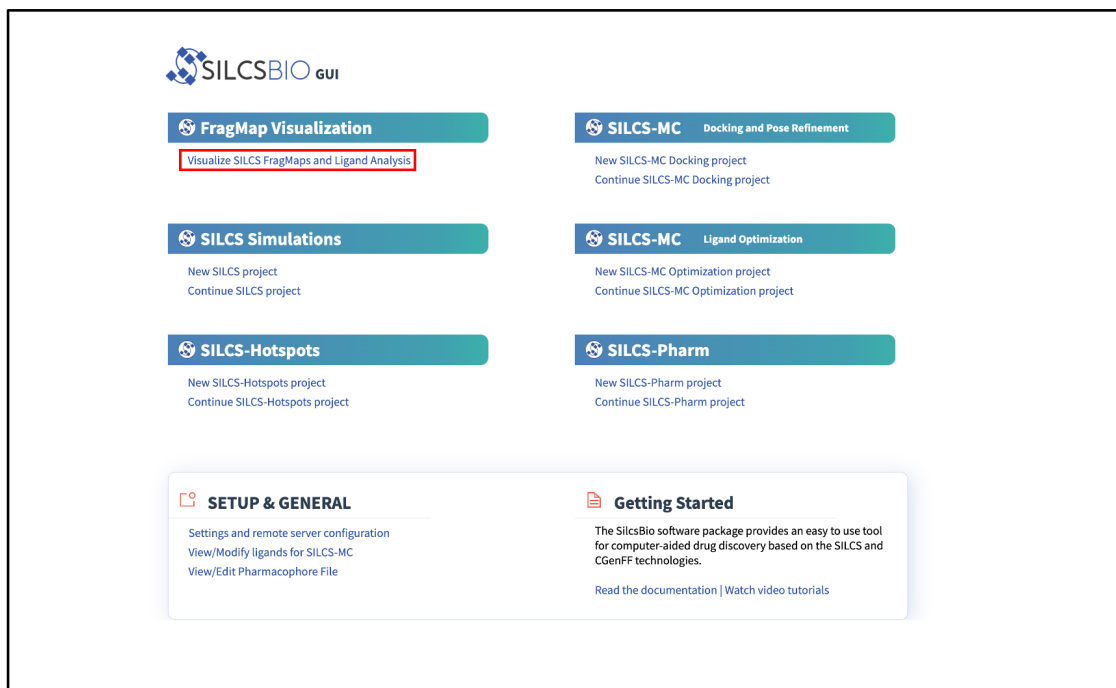 SILCSBIO GUI
FragMap Visualization
Visualize SILCS FragMaps and Ligand Analysis
SILCS-MC Docking and Pose Refinement
New SILCS-MC Docking project
Continue SILCS-MC Docking project
SILCS Simulations
New SILCS project
Continue SILCS project
SILCS-MC Ligand Optimization
New SILCS-MC Optimization project
Continue SILCS-MC Optimization project
SILCS-Hotspots
New SILCS-Hotspots project
Continue SILCS-Hotspots project
SILCS-Pharm
New SILCS-Pharm project
Continue SILCS-Pharm project
SETUP & GENERAL
Settings and remote server configuration
View/Modify ligands for SILCS-MC
View/Edit Pharmacophore File
Getting Started
The SilcsBio software package provides an easy to use tool
for computer-aided drug discovery based on the SILCS and
CGenFF technologies.
Read the documentation | Watch video tutorials